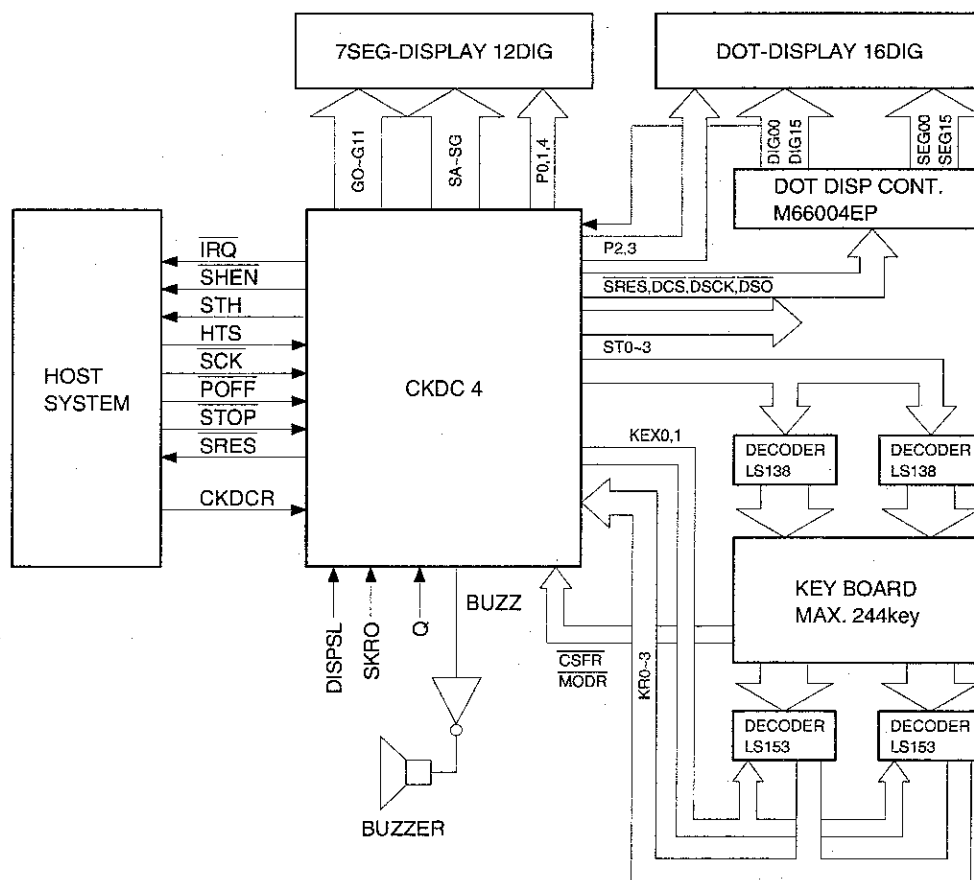 7SEG-DISPLAY 12DIG
DOT-DISPLAY 16DIG
GO~G11
SA~SG
P0,1,4
DIG00
DIG15
SEG00
SEG15
DOT DISP CONT.
M66004EP
P2,3
SRES,DCS,DSCK,DSO
ST0~3
HOST
SYSTEM
IRQ
SHEN
STH
HTS
SCK
POFF
STOP
SRES
CKDCR
CKDC 4
KEX0,1
DECODER
LS138
DECODER
LS138
KEY BOARD
MAX. 244key
DISPSL
SKRO
Q
BUZZ
CSFR
MODR
KR0~3
DECODER
LS153
DECODER
LS153
BUZZER